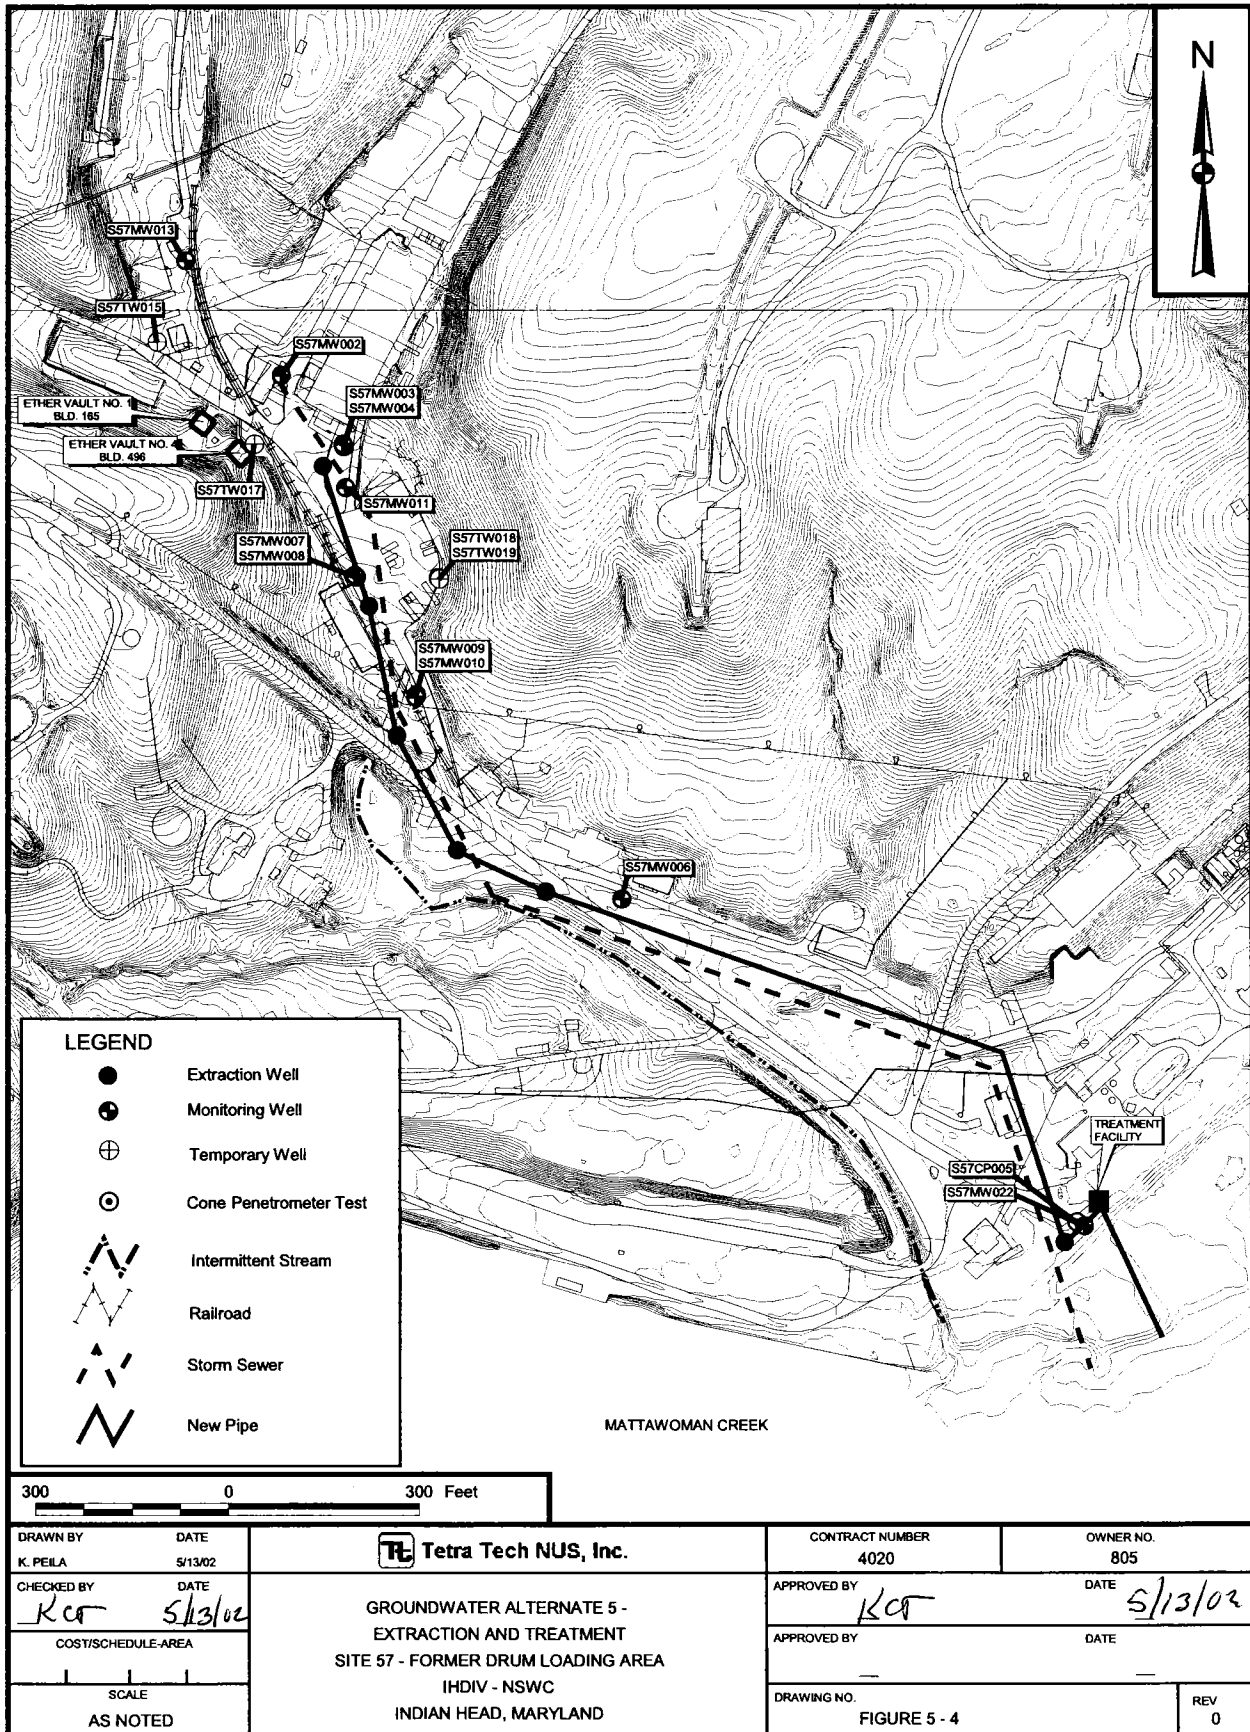 N
S57MW013
S57TW015
S57MW002
S57MW003
S57MW004
ETHER VAULT NO. 1
BLD. 165
ETHER VAULT NO. 4
BLD. 496
S57TW017
S57MW011
S57MW007
S57MW008
S57TW018
S57TW019
S57MW009
S57MW010
S57MW006
TREATMENT
FACILITY
S57CP005
S57MW022
LEGEND
Extraction Well
Monitoring Well
Temporary Well
Cone Penetrometer Test
Intermittent Stream
Railroad
Storm Sewer
New Pipe
MATTAWOMAN CREEK
300 0 300 Feet
DRAWN BY DATE
K. PEILA 5/13/02
CHECKED BY DATE
KCT 5/13/02
COST/SCHEDULE-AREA
SCALE
AS NOTED
Tt Tetra Tech NUS, Inc.
GROUNDWATER ALTERNATE 5 -
EXTRACTION AND TREATMENT
SITE 57 - FORMER DRUM LOADING AREA
IHDIV - NSWC
INDIAN HEAD, MARYLAND
CONTRACT NUMBER
4020
OWNER NO.
805
APPROVED BY DATE
KCT 5/13/02
APPROVED BY DATE
— —
DRAWING NO.
FIGURE 5 - 4
REV
0